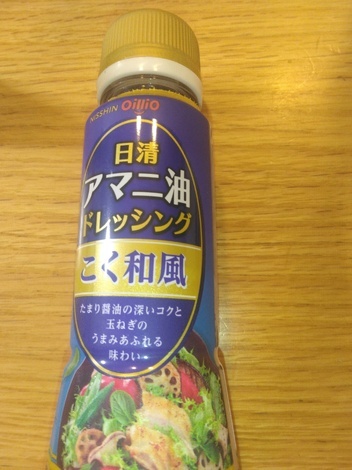 NISSHIN OilliO
日清
アマニ油
ドレッシング
こく和風
たまり醤油の深いコクと
玉ねぎの
うまみあふれる
味わい